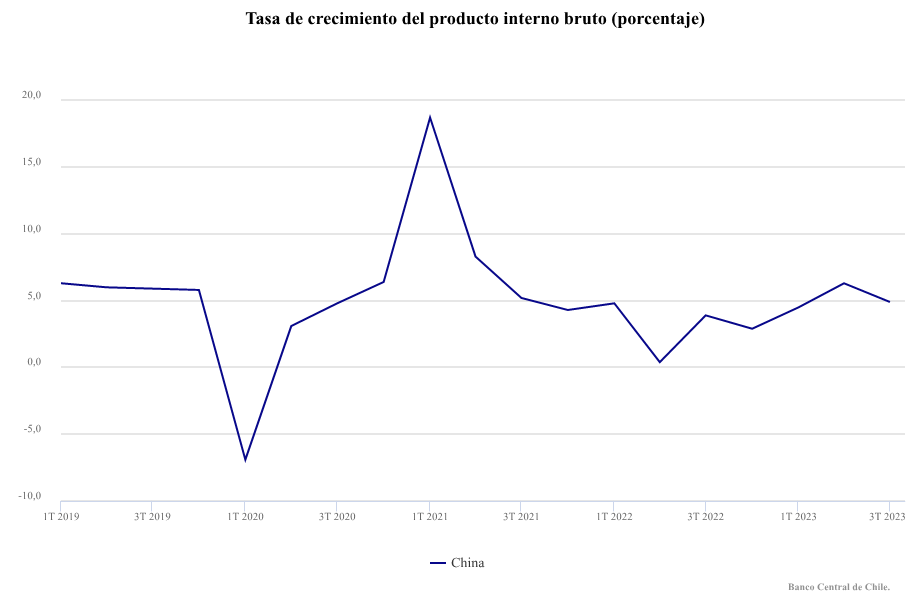 Tasa de crecimiento del producto interno bruto (porcentaje)
20,0
15,0
10,0
5,0
0,0
-5,0
-10,0
1T 2019 3T 2019 1T 2020 3T 2020 1T 2021 3T 2021 1T 2022 3T 2022 1T 2023 3T 2023
China
Banco Central de Chile.